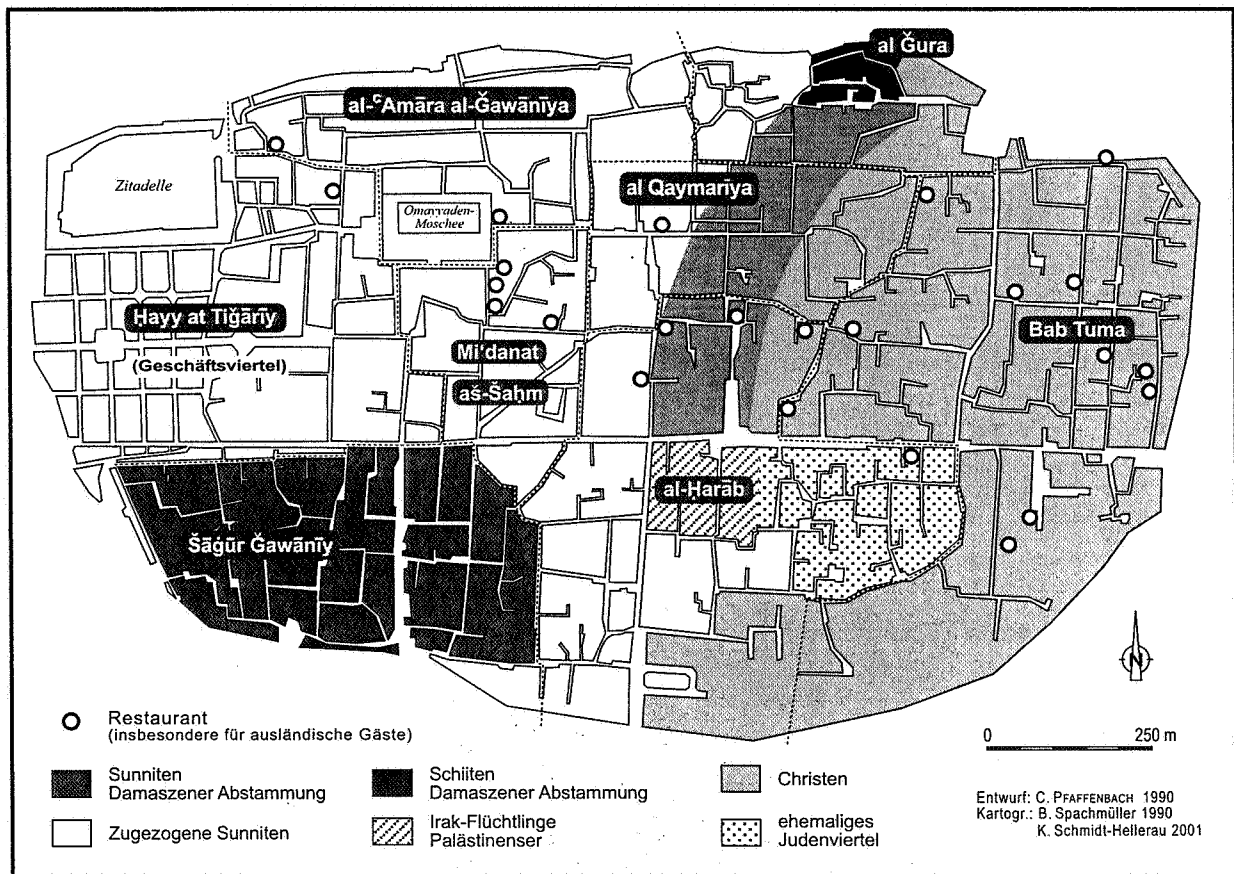 al Ǧura
al-ᶜAmāra al-Ǧawānīya
Zitadelle
al Qaymarīya
Omayyaden-
Moschee
Ḥayy at Tiǧārīy
(Geschäftsviertel)
Mi'danat
aš-Šaḥm
Bab Tuma
al-Ḫarāb
Šāġūr Ǧawānīy
N
Restaurant
(insbesondere für ausländische Gäste)
0 250 m
Sunniten
Damaszener Abstammung
Schiiten
Damaszener Abstammung
Christen
Zugezogene Sunniten
Irak-Flüchtlinge
Palästinenser
ehemaliges
Judenviertel
Entwurf: C. PFAFFENBACH 1990
Kartogr.: B. Spachmüller 1990
K. Schmidt-Hellerau 2001